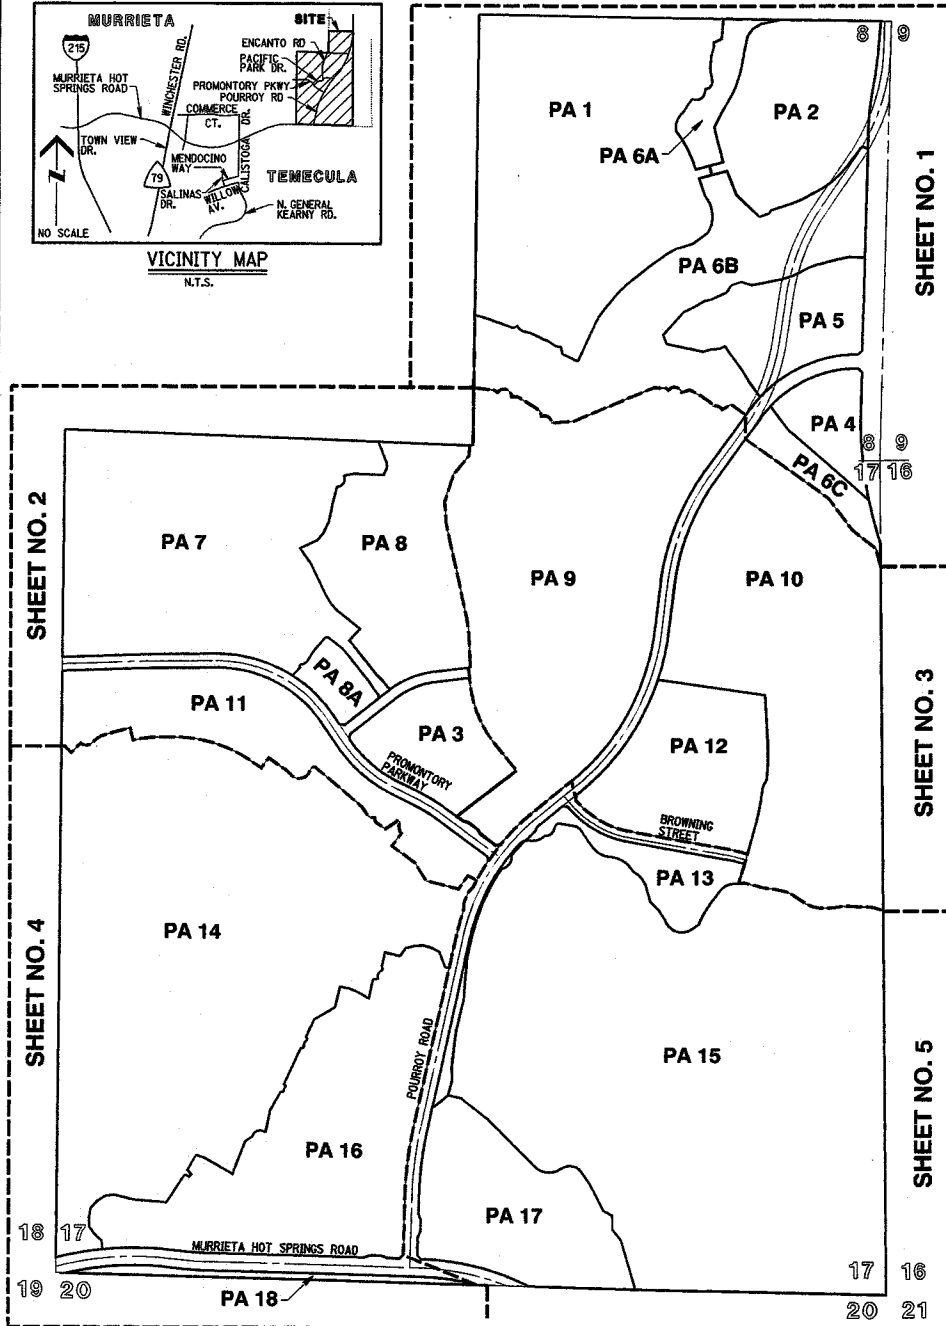 MURRIETA
SITE
215
WINCHESTER RD.
ENCANTO RD
PACIFIC
PARK DR.
PROMONTORY PKWY
POURROY RD
MURRIETA HOT
SPRINGS ROAD
COMMERCE
CT.
TOWN VIEW
DR.
CALISTOGA DR.
MENDOCINO
WAY
TEMECULA
79
SALINAS
DR.
WILLOW
AV.
N. GENERAL
KEARNY RD.
Z
NO SCALE
VICINITY MAP
N.T.S.
8 9
PA 1
PA 2
PA 6A
SHEET NO. 1
PA 6B
PA 5
PA 4
8 9
17 16
PA 6C
SHEET NO. 2
PA 7
PA 8
PA 9
PA 10
PA 8A
PA 11
PA 3
PA 12
SHEET NO. 3
PROMONTORY
PARKWAY
BROWNING
STREET
PA 13
PA 14
SHEET NO. 4
POURROY ROAD
PA 15
SHEET NO. 5
PA 16
PA 17
18 17
MURRIETA HOT SPRINGS ROAD
17 16
19 20
PA 18
20 21